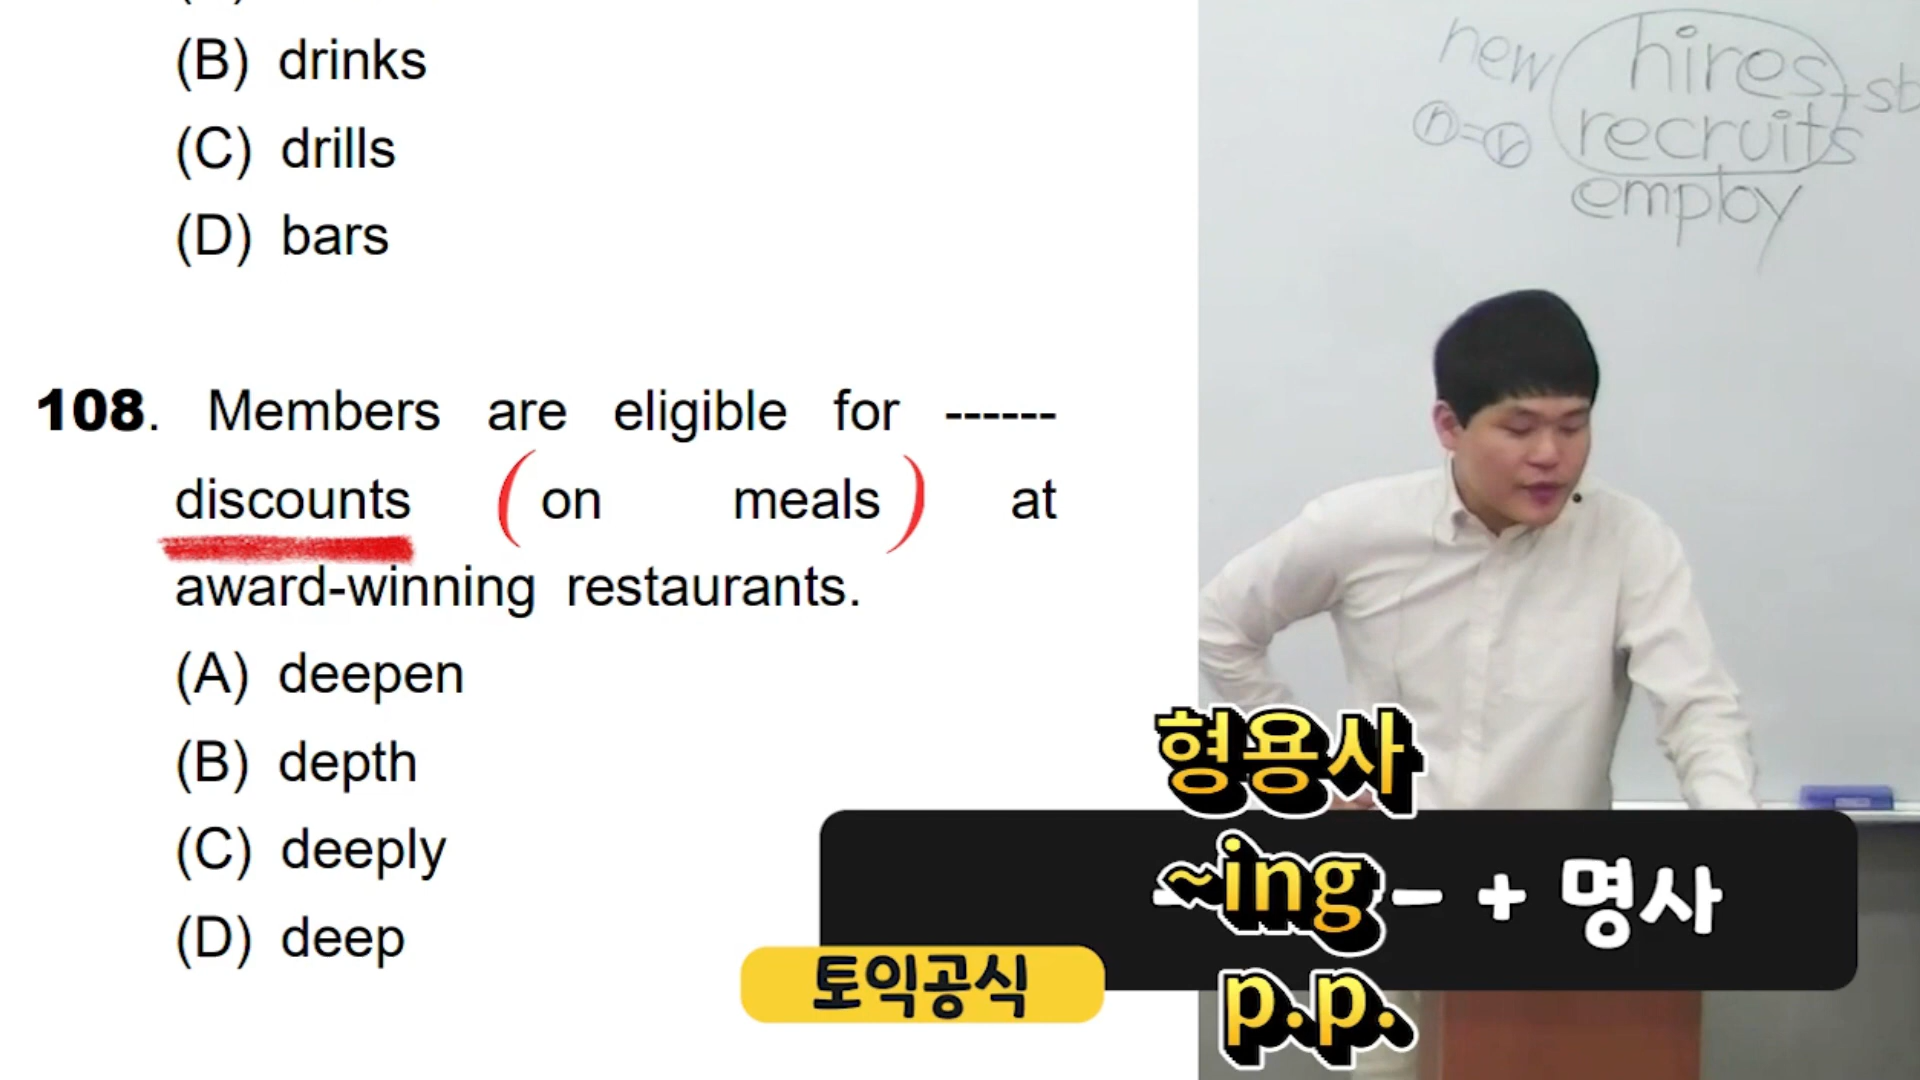 (B) drinks
(C) drills
(D) bars
108. Members are eligible for ------
discounts (on meals) at
award-winning restaurants.
(A) deepen
(B) depth
(C) deeply
(D) deep
new hires + sb
ⓝ=ⓥ recruits
employ
형용사
~ing - + 명사
p.p.
토익공식